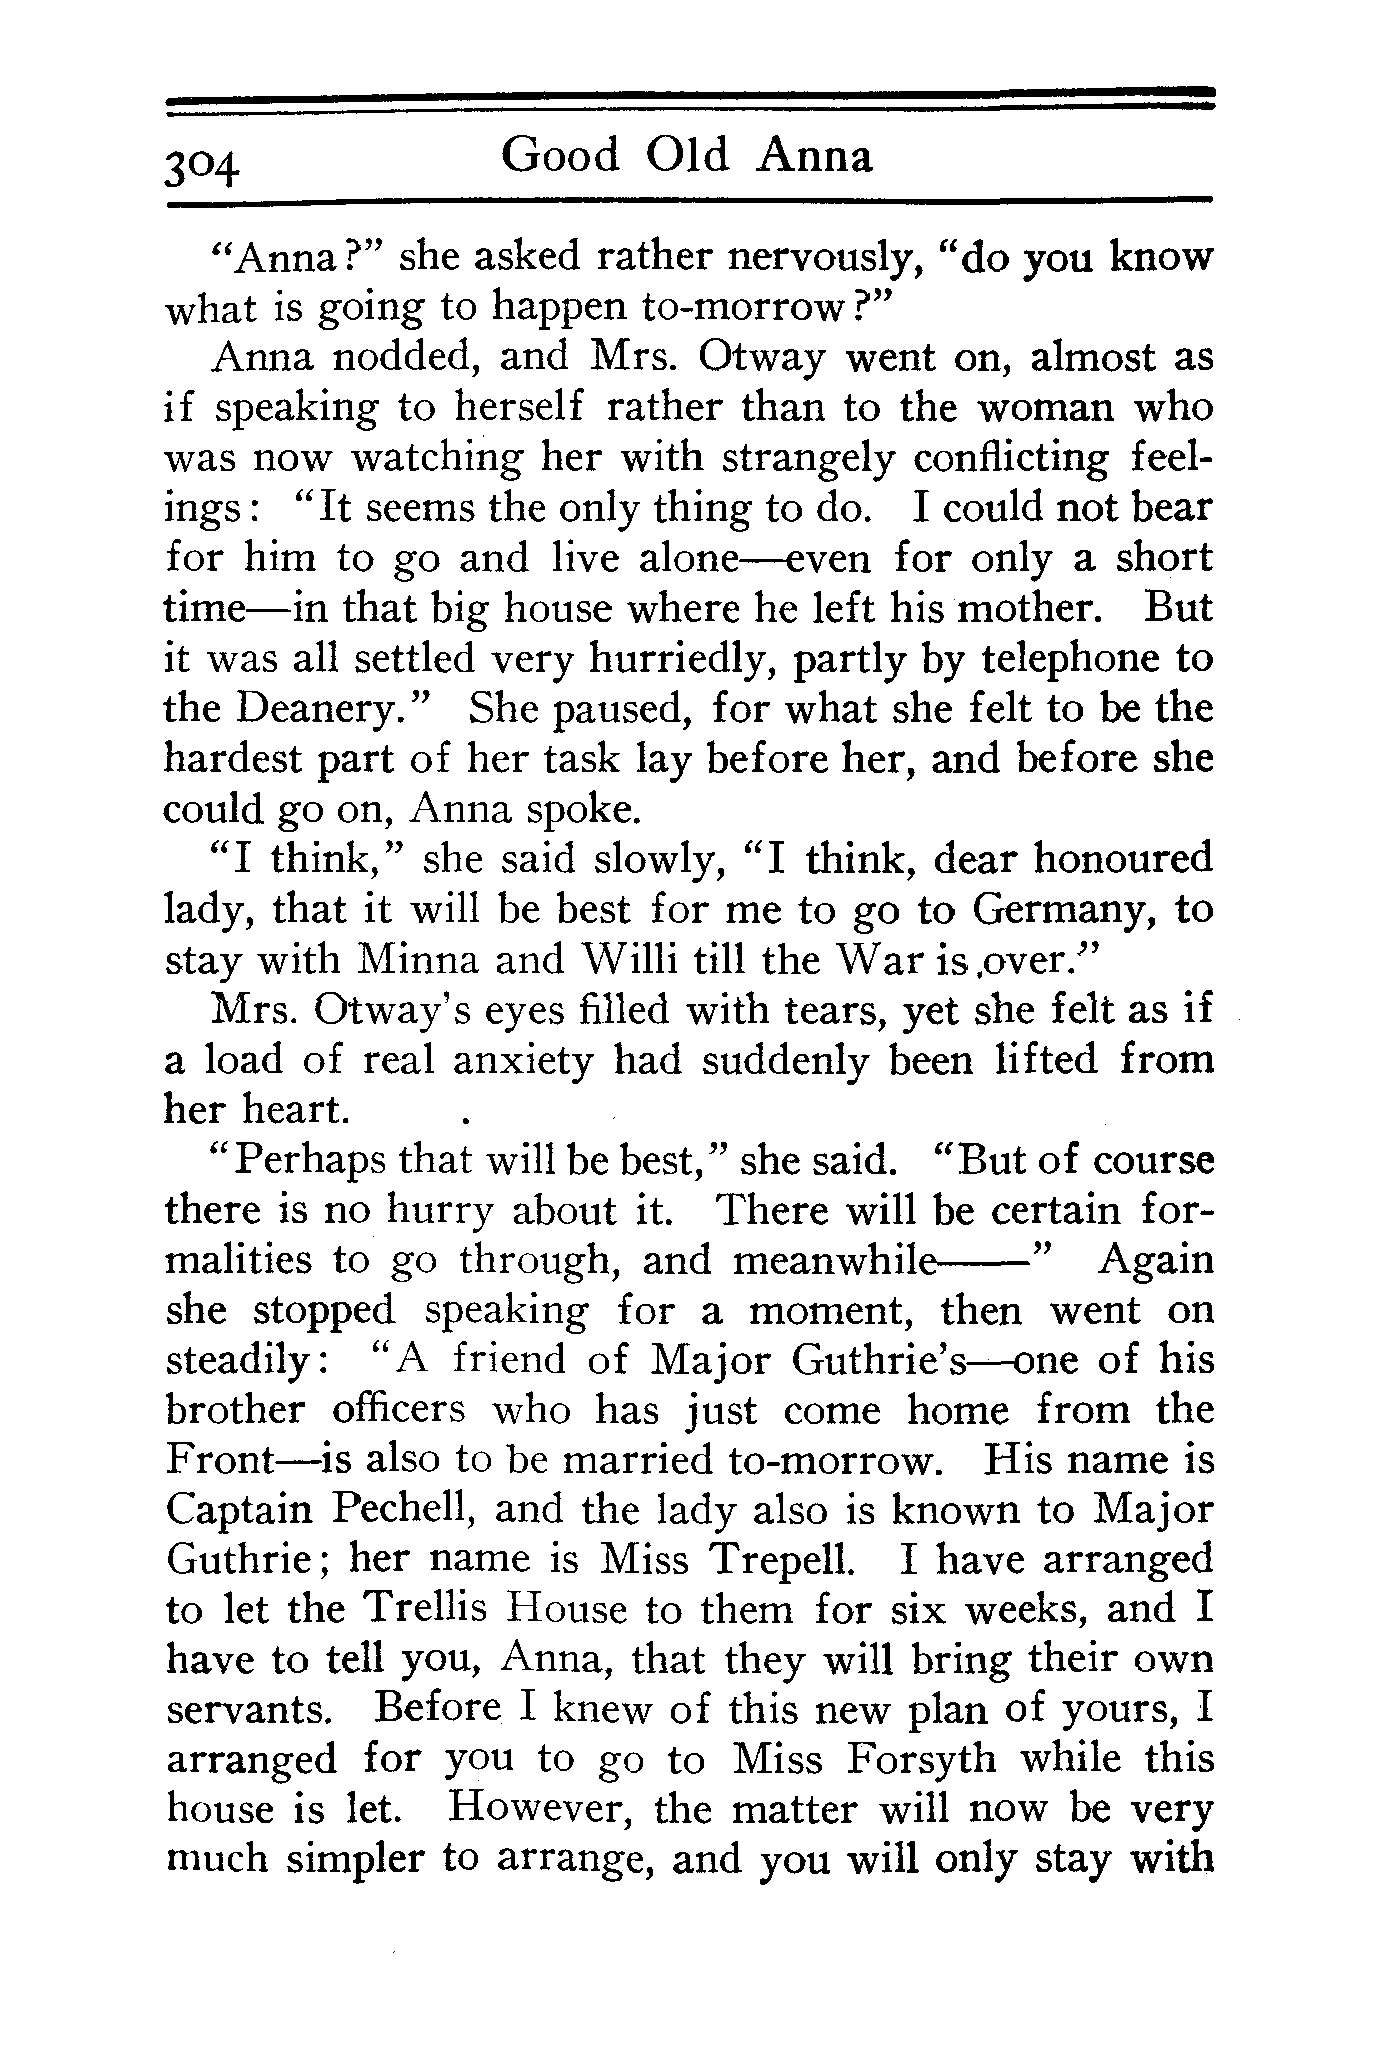 304 Good Old Anna
“Anna?” she asked rather nervously, “do you know
what is going to happen to-morrow?”
Anna nodded, and Mrs. Otway went on, almost as
if speaking to herself rather than to the woman who
was now watching her with strangely conflicting feel-
ings: “It seems the only thing to do. I could not bear
for him to go and live alone—even for only a short
time—in that big house where he left his mother. But
it was all settled very hurriedly, partly by telephone to
the Deanery.” She paused, for what she felt to be the
hardest part of her task lay before her, and before she
could go on, Anna spoke.
“I think,” she said slowly, “I think, dear honoured
lady, that it will be best for me to go to Germany, to
stay with Minna and Willi till the War is over.”
Mrs. Otway’s eyes filled with tears, yet she felt as if
a load of real anxiety had suddenly been lifted from
her heart.
“Perhaps that will be best,” she said. “But of course
there is no hurry about it. There will be certain for-
malities to go through, and meanwhile——” Again
she stopped speaking for a moment, then went on
steadily: “A friend of Major Guthrie’s—one of his
brother officers who has just come home from the
Front—is also to be married to-morrow. His name is
Captain Pechell, and the lady also is known to Major
Guthrie; her name is Miss Trepell. I have arranged
to let the Trellis House to them for six weeks, and I
have to tell you, Anna, that they will bring their own
servants. Before I knew of this new plan of yours, I
arranged for you to go to Miss Forsyth while this
house is let. However, the matter will now be very
much simpler to arrange, and you will only stay with